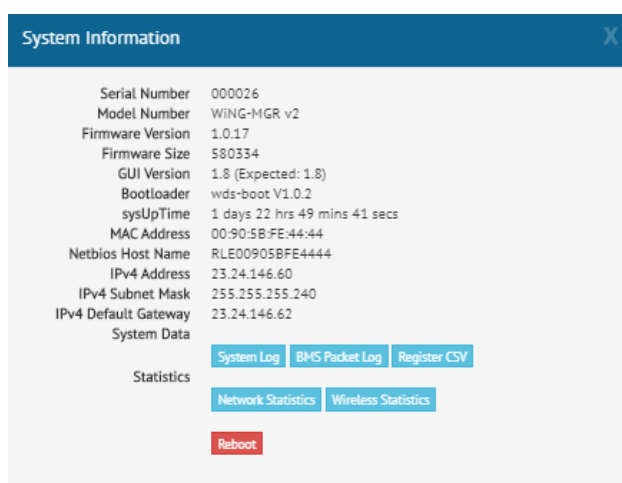 System Information X
Serial Number 000026
Model Number WiNG-MGR v2
Firmware Version 1.0.17
Firmware Size 580334
GUI Version 1.8 (Expected: 1.8)
Bootloader wds-boot V1.0.2
sysUpTime 1 days 22 hrs 49 mins 41 secs
MAC Address 00:90:5B:FE:44:44
Netbios Host Name RLE00905BFE4444
IPv4 Address 23.24.146.60
IPv4 Subnet Mask 255.255.255.240
IPv4 Default Gateway 23.24.146.62
System Data
System Log BMS Packet Log Register CSV
Statistics
Network Statistics Wireless Statistics
Reboot